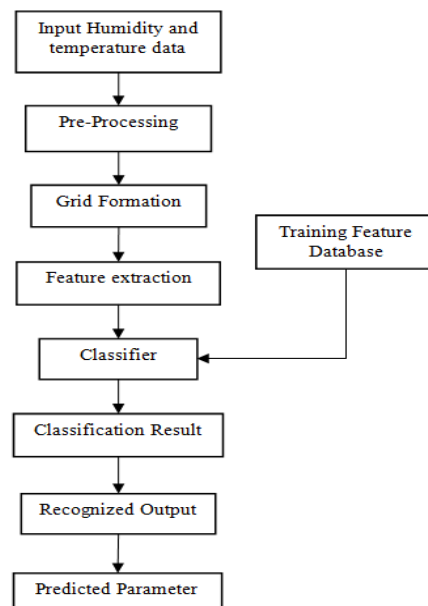 Input Humidity and
temperature data
Pre-Processing
Grid Formation
Training Feature
Database
Feature extraction
Classifier
Classification Result
Recognized Output
Predicted Parameter